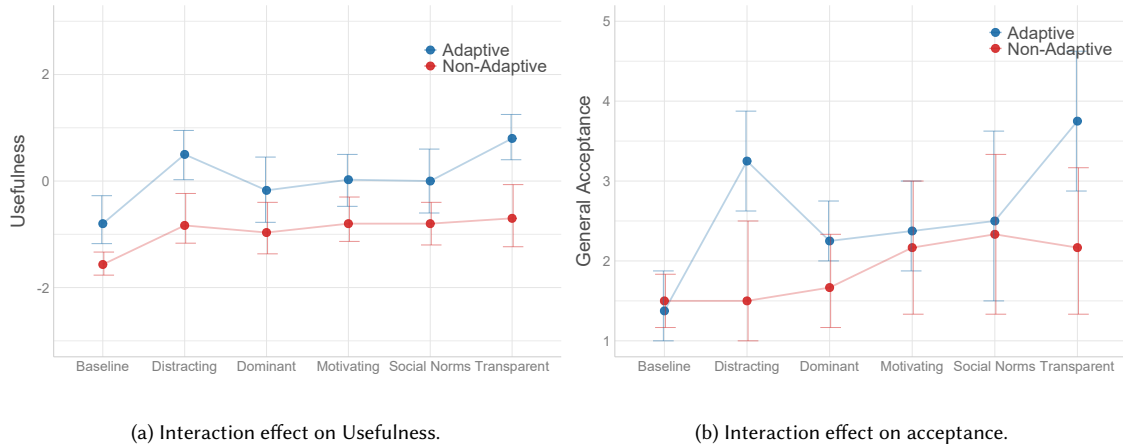 Usefulness
2
0
-2
Adaptive
Non-Adaptive
Baseline Distracting Dominant Motivating Social Norms Transparent
(a) Interaction effect on Usefulness.
General Acceptance
5
4
3
2
1
Adaptive
Non-Adaptive
Baseline Distracting Dominant Motivating Social Norms Transparent
(b) Interaction effect on acceptance.